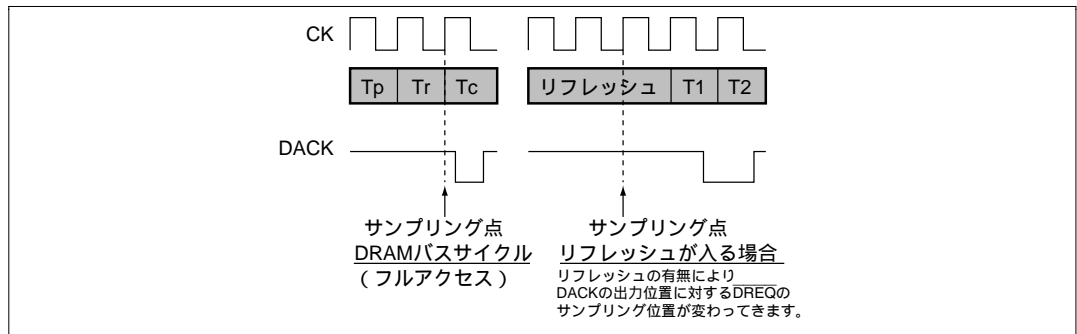 CK
Tp Tr Tc リフレッシュ T1 T2
DACK
サンプリング点
DRAMバスサイクル
（フルアクセス）
サンプリング点
リフレッシュが入る場合
リフレッシュの有無により
DACKの出力位置に対するDREQの
サンプリング位置が変わってきます。